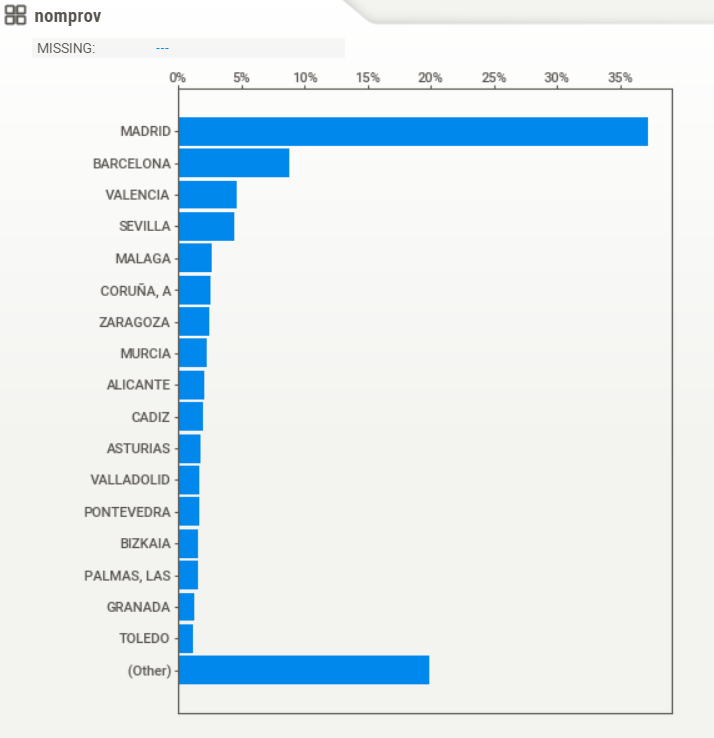 nomprov
MISSING: ---
0% 5% 10% 15% 20% 25% 30% 35%
MADRID
BARCELONA
VALENCIA
SEVILLA
MALAGA
CORUÑA, A
ZARAGOZA
MURCIA
ALICANTE
CADIZ
ASTURIAS
VALLADOLID
PONTEVEDRA
BIZKAIA
PALMAS, LAS
GRANADA
TOLEDO
(Other)